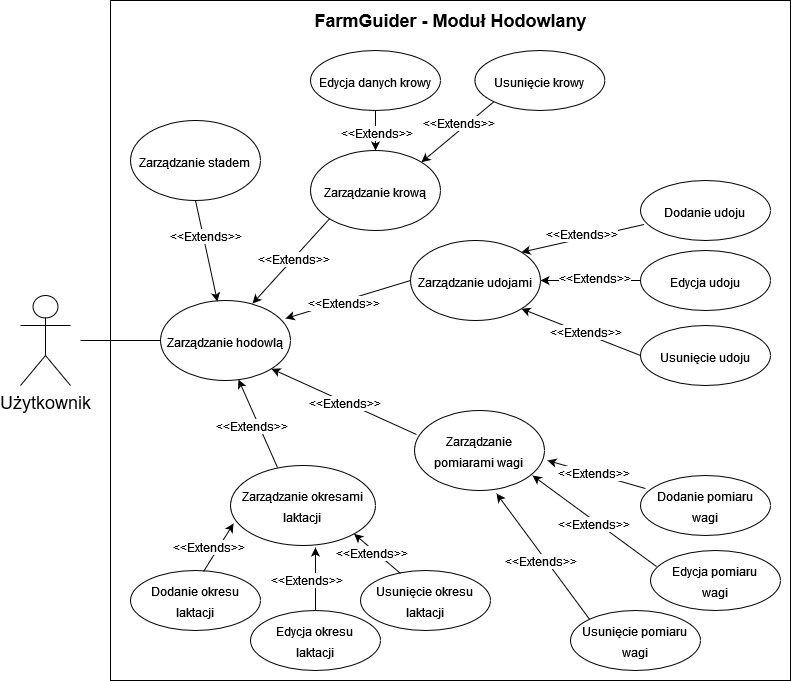 FarmGuider - Moduł Hodowlany
Edycja danych krowy
Usunięcie krowy
<<Extends>>
<<Extends>>
Zarządzanie stadem
Zarządzanie krową
Dodanie udoju
<<Extends>>
<<Extends>>
<<Extends>>
Zarządzanie udojami
<<Extends>>
Edycja udoju
<<Extends>>
<<Extends>>
Zarządzanie hodowlą
Usunięcie udoju
Użytkownik
<<Extends>>
<<Extends>>
Zarządzanie
pomiarami wagi
<<Extends>>
Zarządzanie okresami
laktacji
Dodanie pomiaru
wagi
<<Extends>>
<<Extends>>
<<Extends>>
<<Extends>>
<<Extends>>
Edycja pomiaru
wagi
Dodanie okresu
laktacji
Usunięcie okresu
laktacji
Edycja okresu
laktacji
Usunięcie pomiaru
wagi